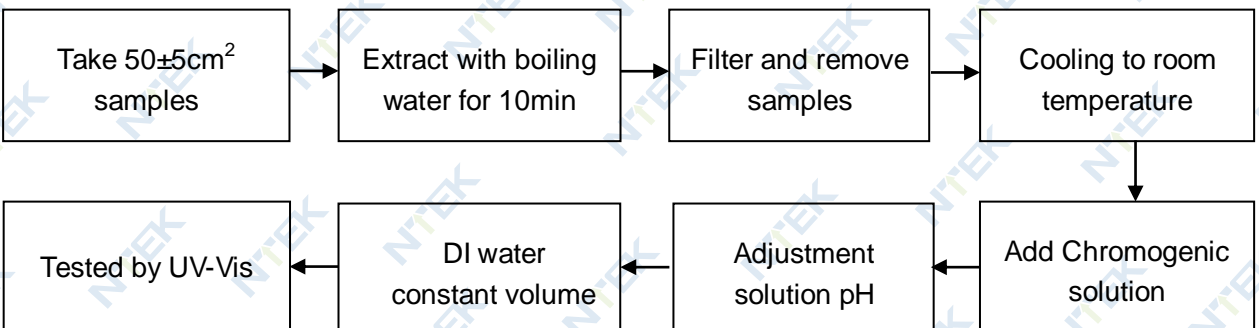 Take 50±5cm²
samples
Extract with boiling
water for 10min
Filter and remove
samples
Cooling to room
temperature
Add Chromogenic
solution
Adjustment
solution pH
DI water
constant volume
Tested by UV-Vis
NTEK